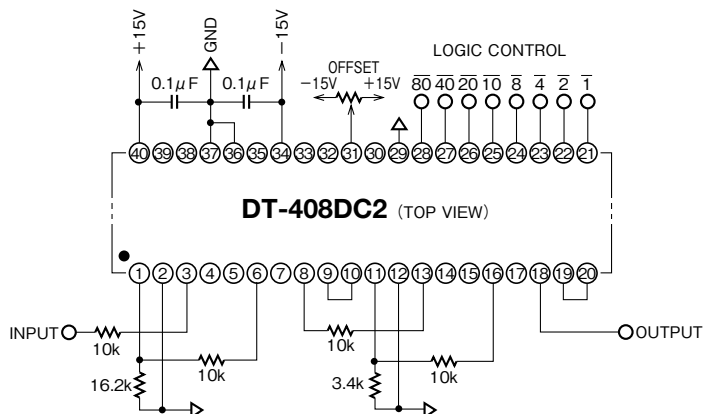 +15V
GND
-15V
LOGIC CONTROL
OFFSET
0.1μF 0.1μF -15V +15V 80 40 20 10 8 4 2 1
40 39 38 37 36 35 34 33 32 31 30 29 28 27 26 25 24 23 22 21
DT-408DC2 (TOP VIEW)
1 2 3 4 5 6 7 8 9 10 11 12 13 14 15 16 17 18 19 20
INPUT OUTPUT
10k 10k
10k 10k
16.2k 3.4k